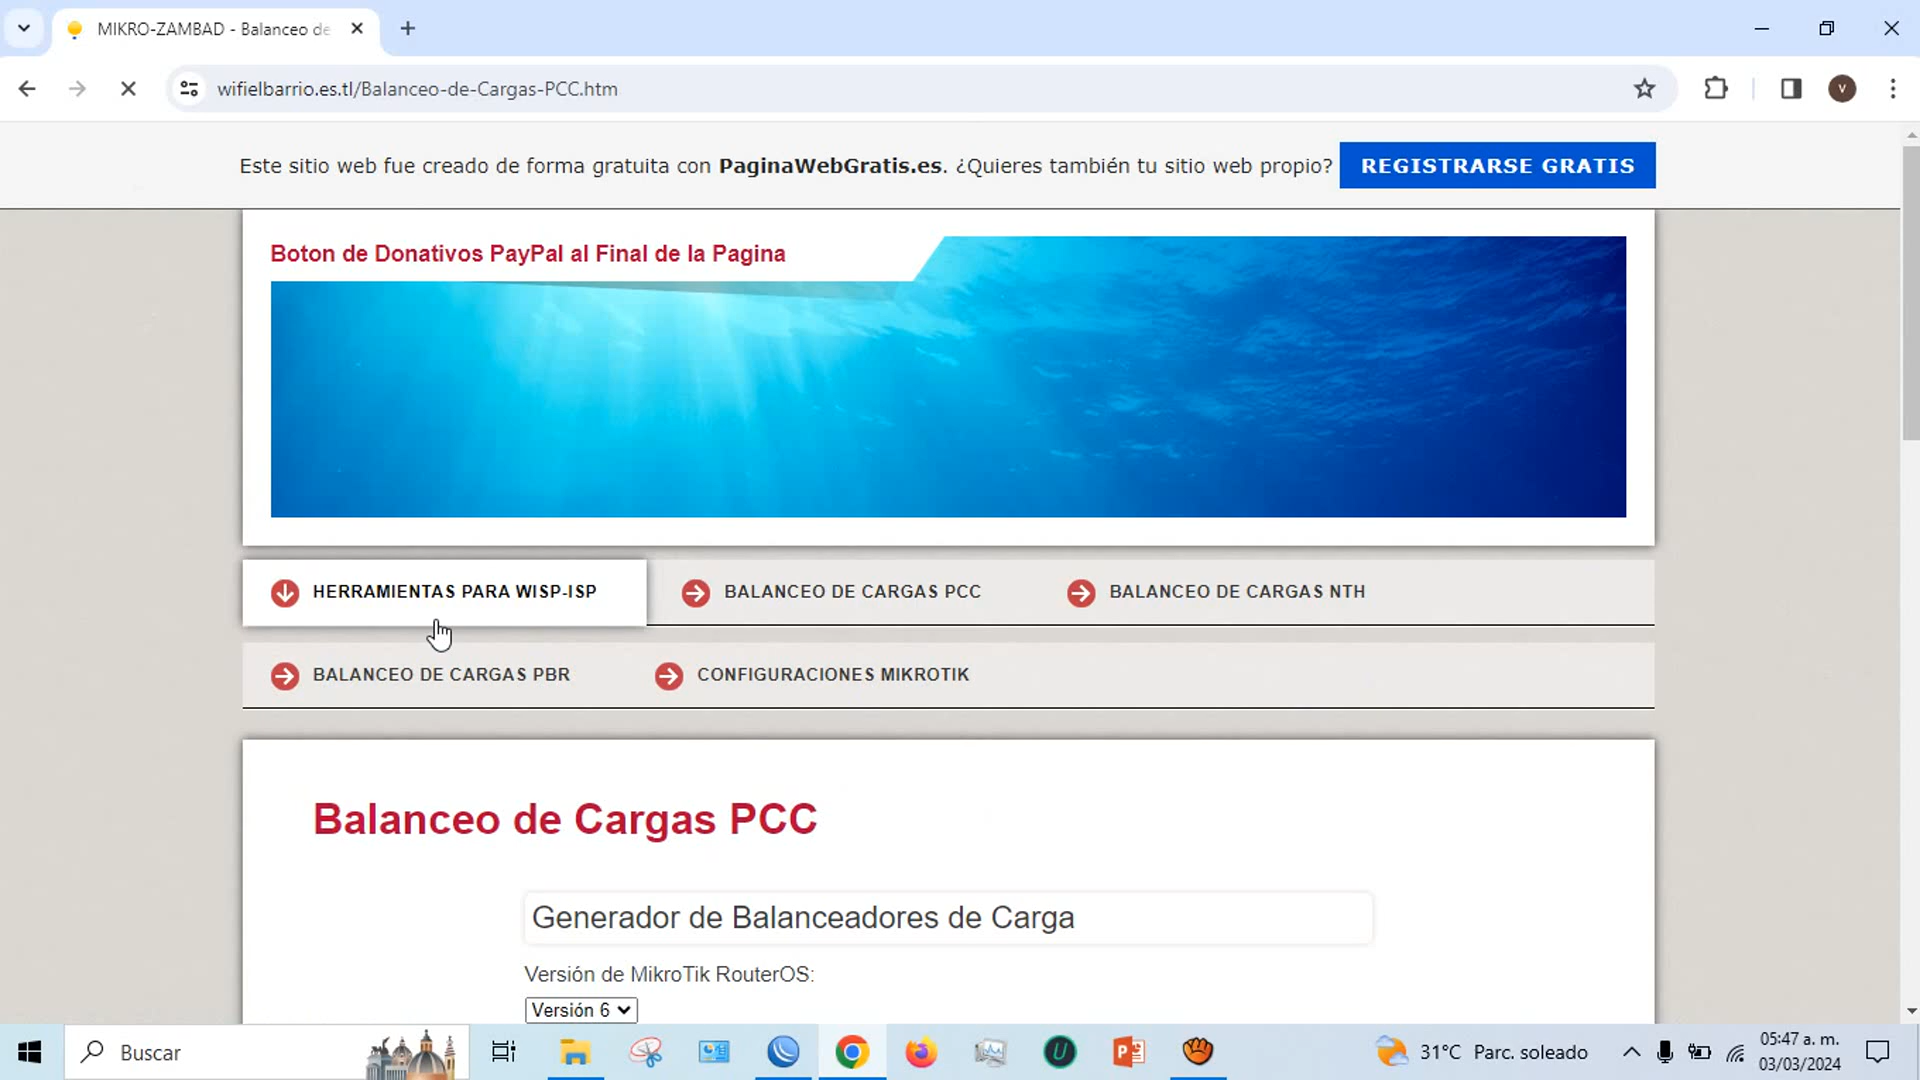 MIKRO-ZAMBAD - Balanceo de
wifielbarrio.es.tl/Balanceo-de-Cargas-PCC.htm
V
Este sitio web fue creado de forma gratuita con PaginaWebGratis.es. ¿Quieres también tu sitio web propio?
REGISTRARSE GRATIS
Boton de Donativos PayPal al Final de la Pagina
HERRAMIENTAS PARA WISP-ISP
BALANCEO DE CARGAS PCC
BALANCEO DE CARGAS NTH
BALANCEO DE CARGAS PBR
CONFIGURACIONES MIKROTIK
Balanceo de Cargas PCC
Generador de Balanceadores de Carga
Versión de MikroTik RouterOS:
Versión 6
Buscar
31°C Parc. soleado
05:47 a. m.
03/03/2024